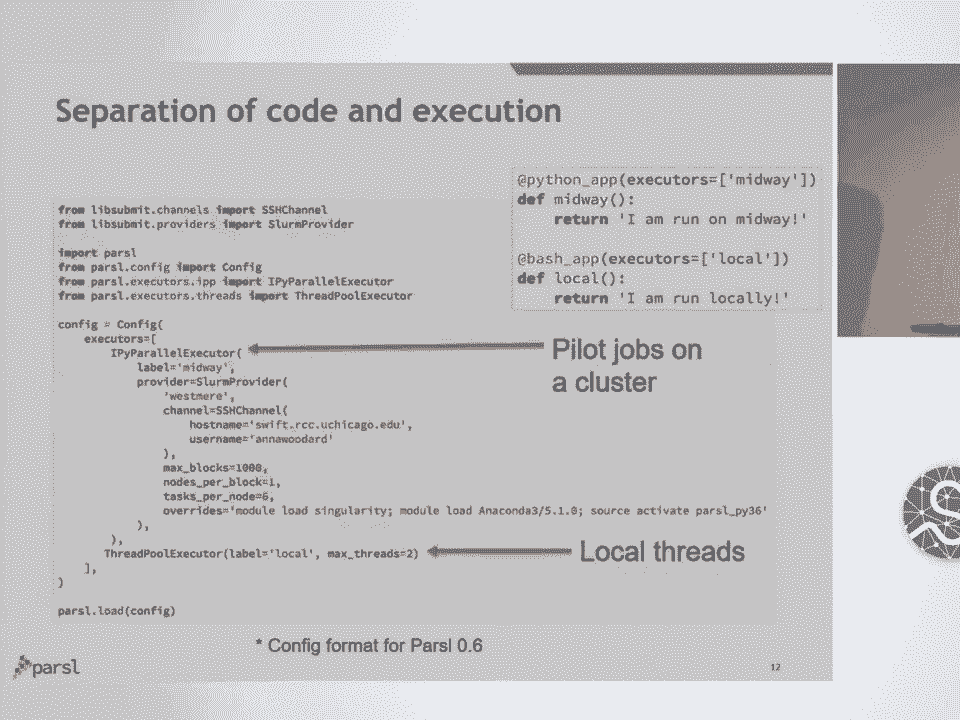 Separation of code and execution
@python_app(executors=['midway'])
def midway():
    return 'I am run on midway!'
@bash_app(executors=['local'])
def local():
    return 'I am run locally!'
from libsubmit.channels import SSHChannel
from libsubmit.providers import SlurmProvider
import parsl
from parsl.config import Config
from parsl.executors.ipp import IPyParallelExecutor
from parsl.executors.threads import ThreadPoolExecutor
config = Config(
    executors=[
        IPyParallelExecutor(
            label='midway',
            provider=SlurmProvider(
                'westmere',
                channel=SSHChannel(
                    hostname='swift.rcc.uchicago.edu',
                    username='annawoodard'
                ),
                max_blocks=1000,
                nodes_per_block=1,
                tasks_per_node=6,
                overrides='module load singularity; module load Anaconda3/5.1.0; source activate parsl_py36'
            ),
        ),
        ThreadPoolExecutor(label='local', max_threads=2)
    ],
)
parsl.load(config)
Pilot jobs on
a cluster
Local threads
* Config format for Parsl 0.6
parsl
12